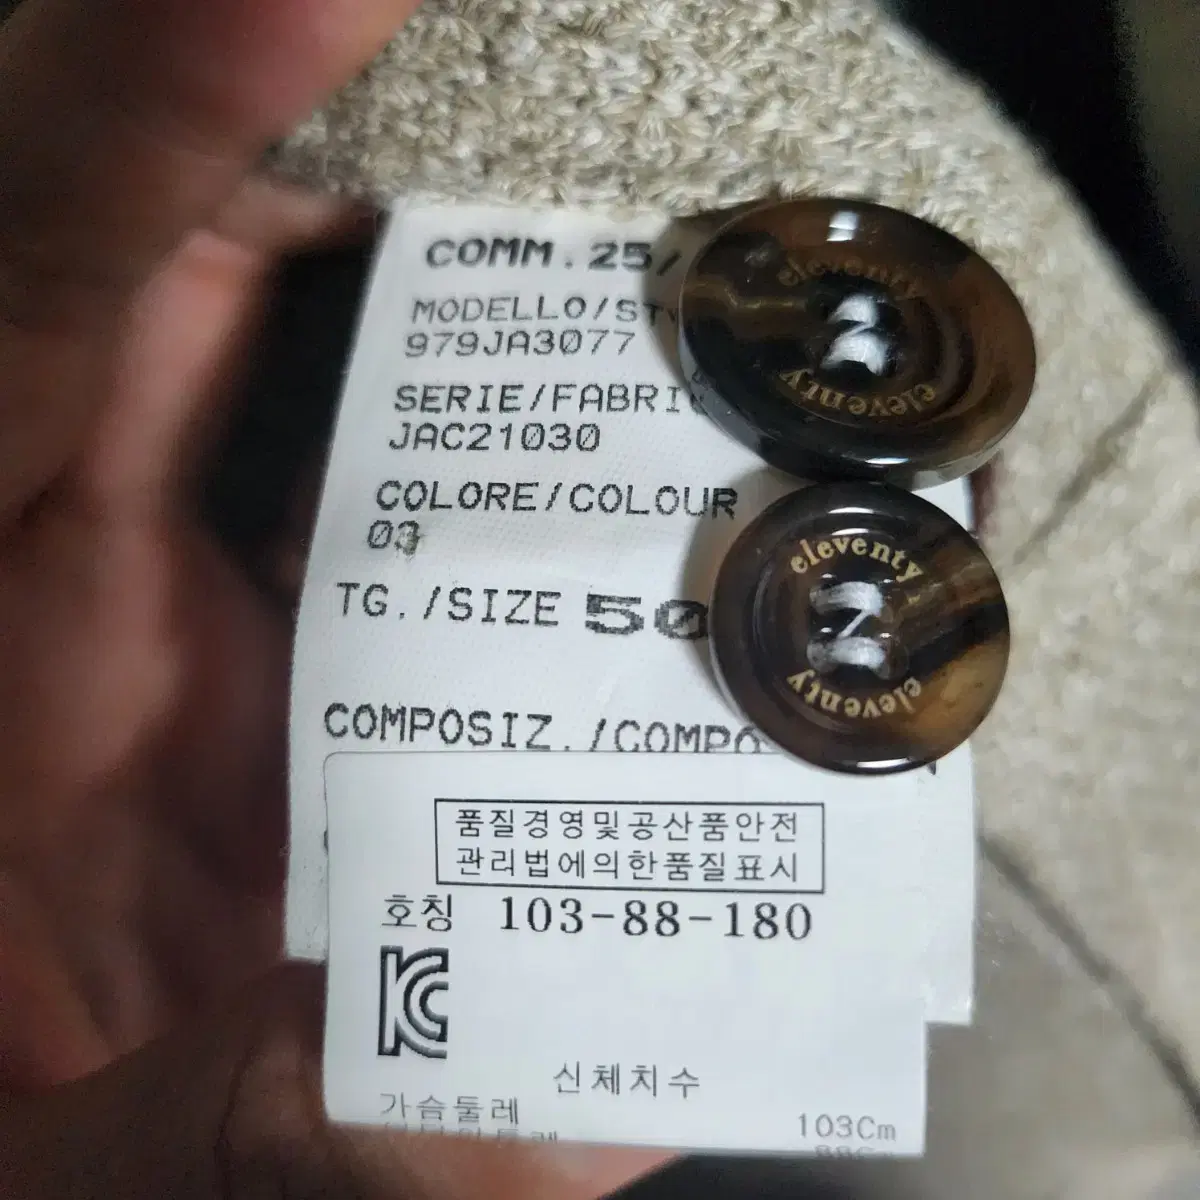 COMM.25/
MODELLO/STY
979JA3077
SERIE/FABRIC
JAC21030
COLORE/COLOUR
03
TG./SIZE 50
COMPOSIZ./COMPO
eleventy
eleventy
eleventy
eleventy
품질경영및공산품안전
관리법에의한품질표시
호칭 103-88-180
KC
신체치수
가슴둘레 103Cm